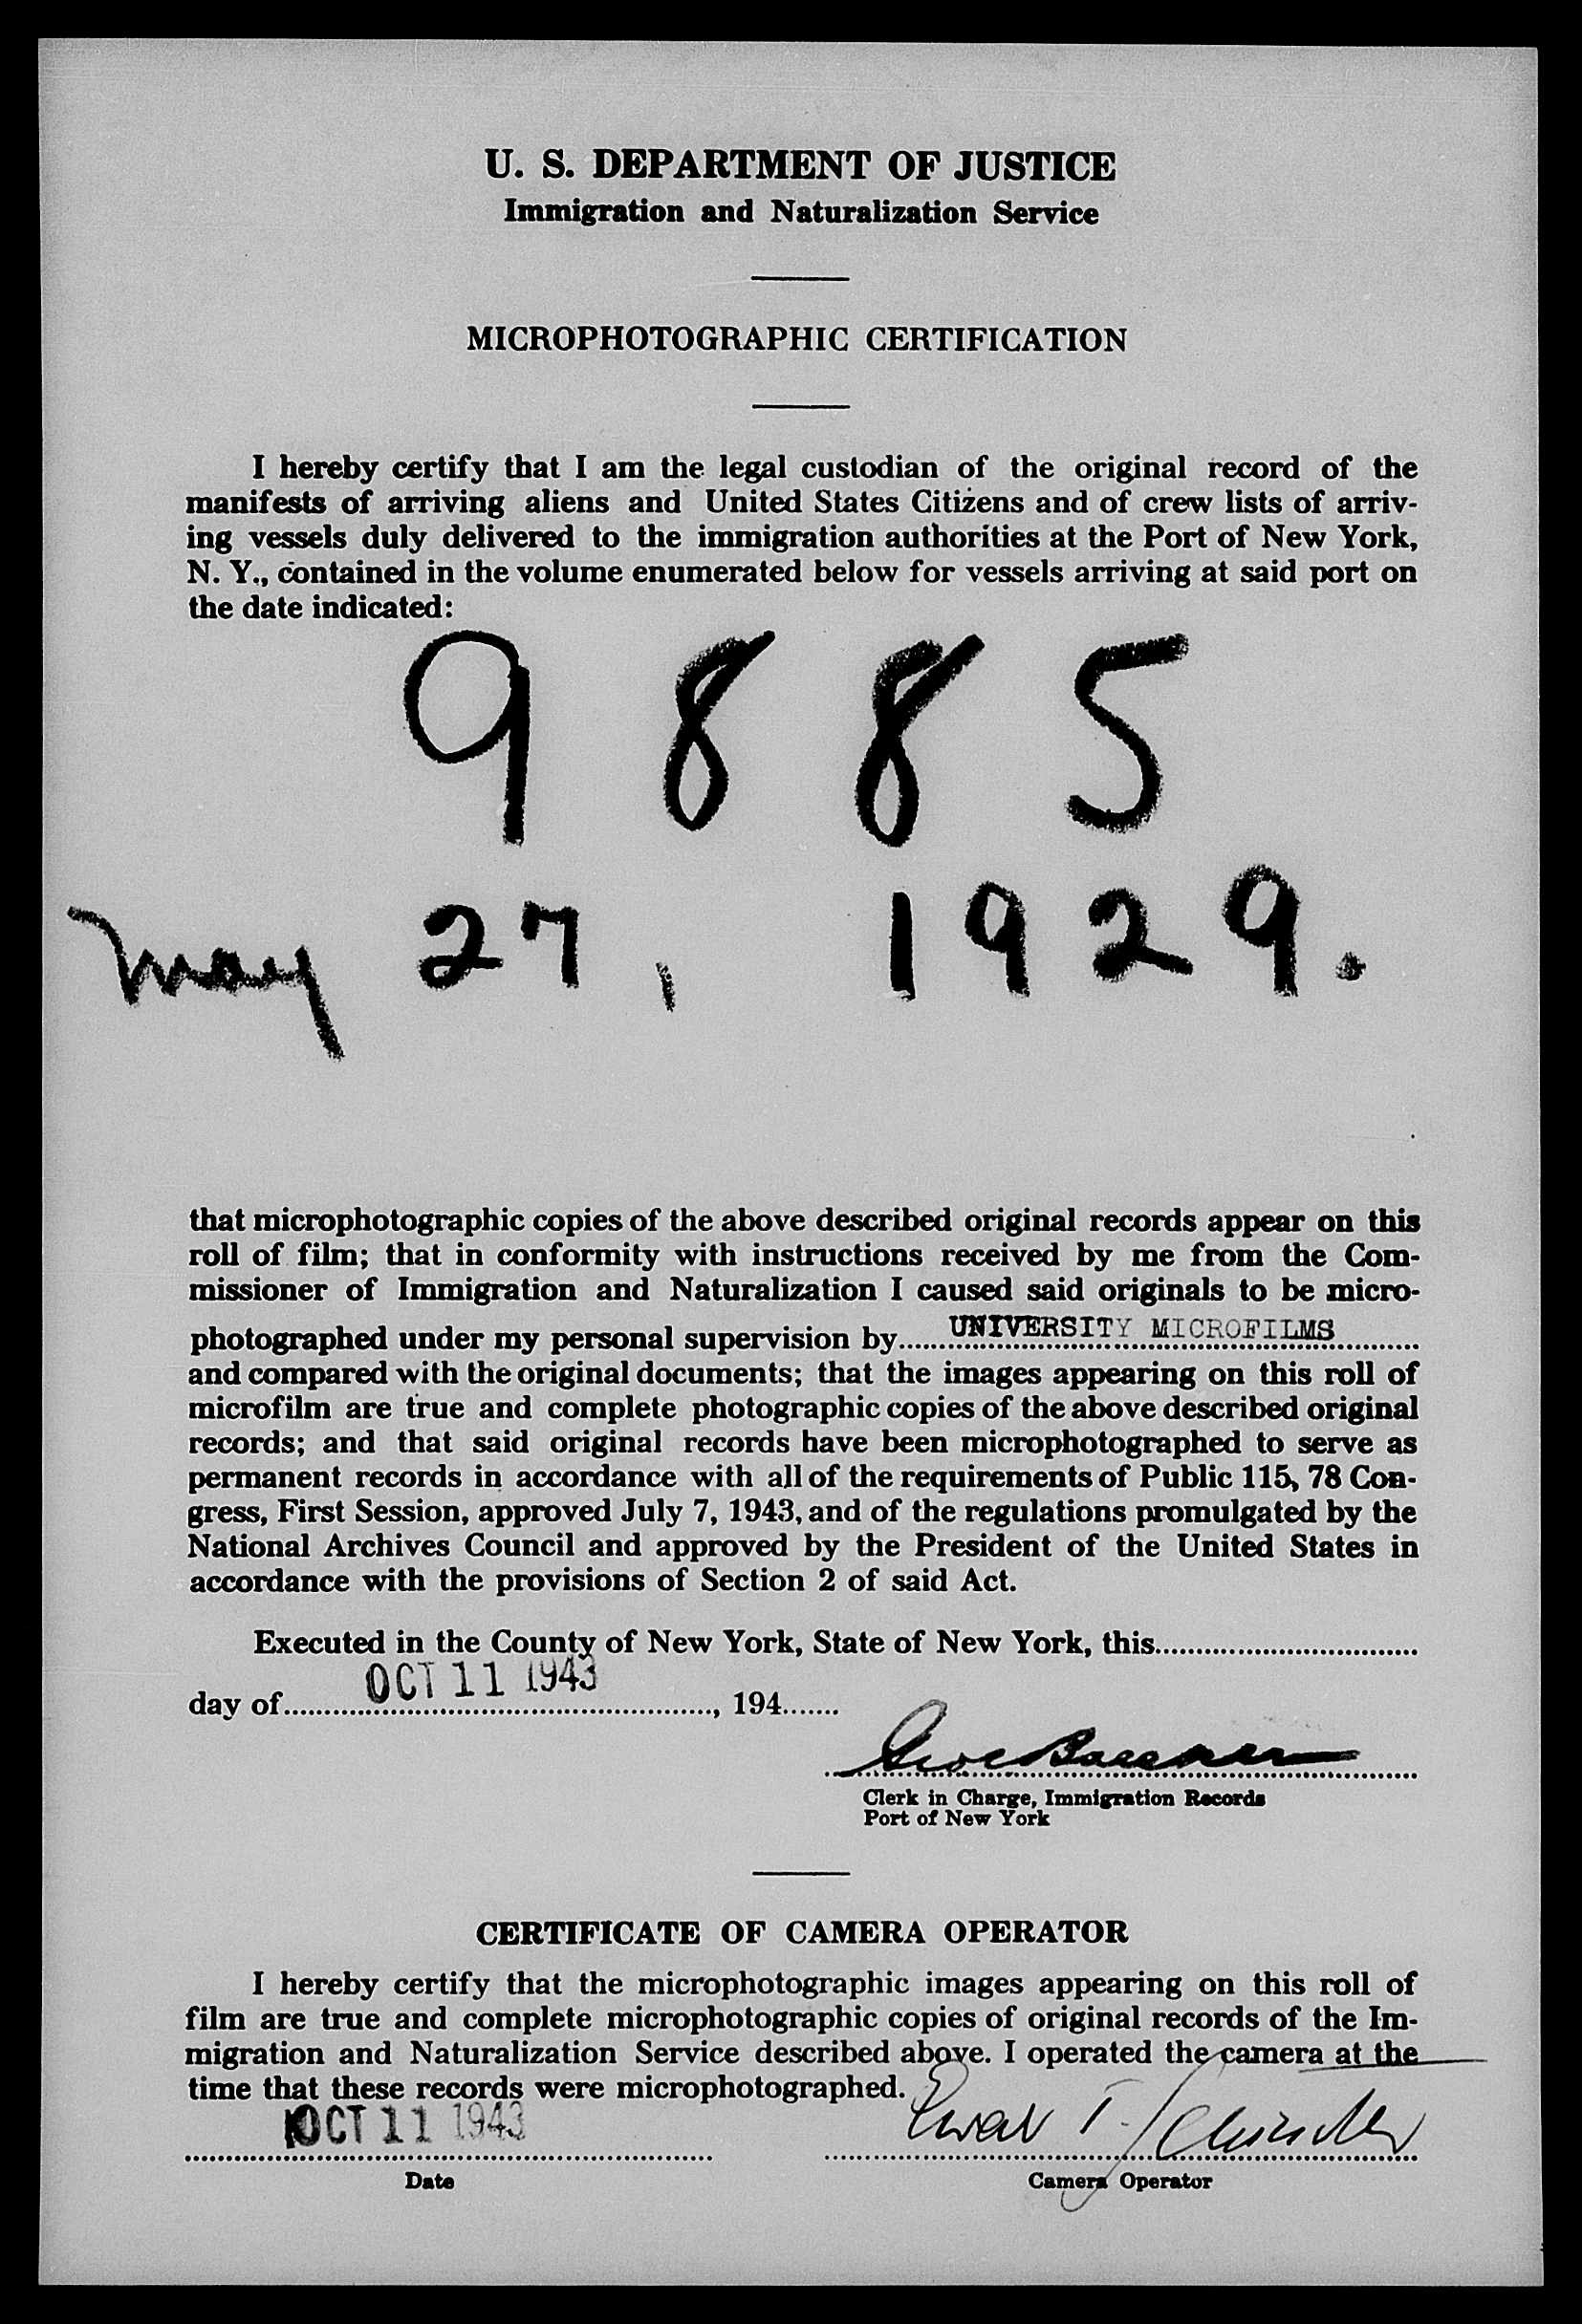 U. S. DEPARTMENT OF JUSTICE
Immigration and Naturalization Service
MICROPHOTOGRAPHIC CERTIFICATION
I hereby certify that I am the legal custodian of the original record of the
manifests of arriving aliens and United States Citizens and of crew lists of arriv-
ing vessels duly delivered to the immigration authorities at the Port of New York,
N. Y., contained in the volume enumerated below for vessels arriving at said port on
the date indicated:
9885
May 27, 1929.
that microphotographic copies of the above described original records appear on this
roll of film; that in conformity with instructions received by me from the Com-
missioner of Immigration and Naturalization I caused said originals to be micro-
photographed under my personal supervision by UNIVERSITY MICROFILMS
and compared with the original documents; that the images appearing on this roll of
microfilm are true and complete photographic copies of the above described original
records; and that said original records have been microphotographed to serve as
permanent records in accordance with all of the requirements of Public 115, 78 Con-
gress, First Session, approved July 7, 1943, and of the regulations promulgated by the
National Archives Council and approved by the President of the United States in
accordance with the provisions of Section 2 of said Act.
Executed in the County of New York, State of New York, this
day of OCT 11 1943, 194
Clerk in Charge, Immigration Records
Port of New York
CERTIFICATE OF CAMERA OPERATOR
I hereby certify that the microphotographic images appearing on this roll of
film are true and complete microphotographic copies of original records of the Im-
migration and Naturalization Service described above. I operated the camera at the
time that these records were microphotographed.
OCT 11 1943
Date
Camera Operator